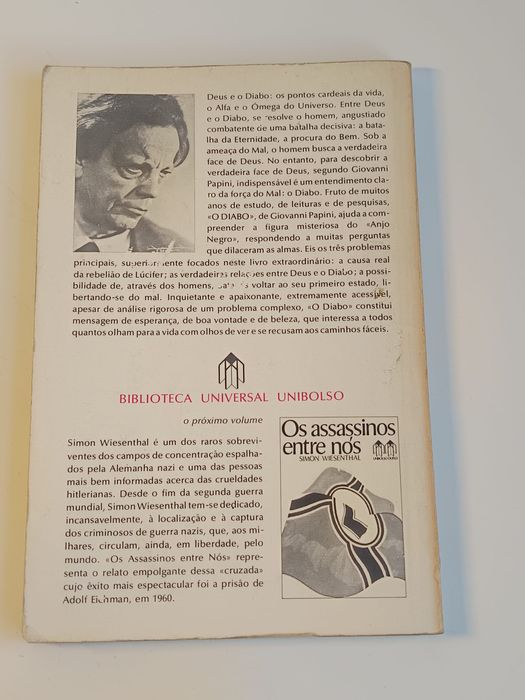 Deus e o Diabo: os pontos cardeais da vida,
o Alfa e o Ómega do Universo. Entre Deus
e o Diabo, se resolve o homem, angustiado
combatente de uma batalha decisiva: a bata-
lha da Eternidade, a procura do Bem. Sob a
ameaça do Mal, o homem busca a verdadeira
face de Deus. No entanto, para descobrir a
verdadeira face de Deus, segundo Giovanni
Papini, indispensável é um entendimento cla-
ro da força do Mal: o Diabo. Fruto de muitos
anos de estudo, de leituras e de pesquisas,
«O DIABO», de Giovanni Papini, ajuda a com-
preender a figura misteriosa do «Anjo
Negro», respondendo a muitas perguntas
que dilaceram as almas. Eis os três problemas
principais, superiormente focados neste livro extraordinário: a causa real
da rebelião de Lúcifer; as verdadeiras relações entre Deus e o Diabo; a possi-
bilidade de, através dos homens, voltar ao seu primeiro estado, li-
bertando-se do mal. Inquietante e apaixonante, extremamente acessível,
apesar de análise rigorosa de um problema complexo, «O Diabo» constitui
mensagem de esperança, de boa vontade e de beleza, que interessa a todos
quantos olham para a vida com olhos de ver e se recusam aos caminhos fáceis.
BIBLIOTECA UNIVERSAL UNIBOLSO
o próximo volume
Simon Wiesenthal é um dos raros sobrevi-
ventes dos campos de concentração espalha-
dos pela Alemanha nazi e uma das pessoas
mais bem informadas acerca das crueldades
hitlerianas. Desde o fim da segunda guerra
mundial, Simon Wiesenthal tem-se dedicado,
incansavelmente, à localização e à captura
dos criminosos de guerra nazis, que, aos mi-
lhares, circulam, ainda, em liberdade, pelo
mundo. «Os Assassinos entre Nós» repre-
senta o relato empolgante dessa «cruzada»
cujo êxito mais espectacular foi a prisão de
Adolf Eichman, em 1960.
Os assassinos
entre nós
SIMON WIESENTHAL